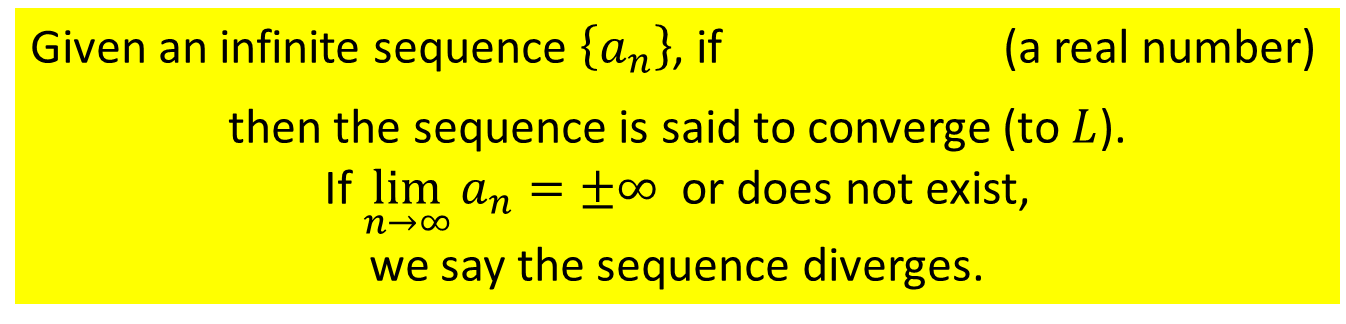 Given an infinite sequence {aₙ}, if (a real number)
then the sequence is said to converge (to L).
If lim n→∞ aₙ = ±∞ or does not exist,
we say the sequence diverges.